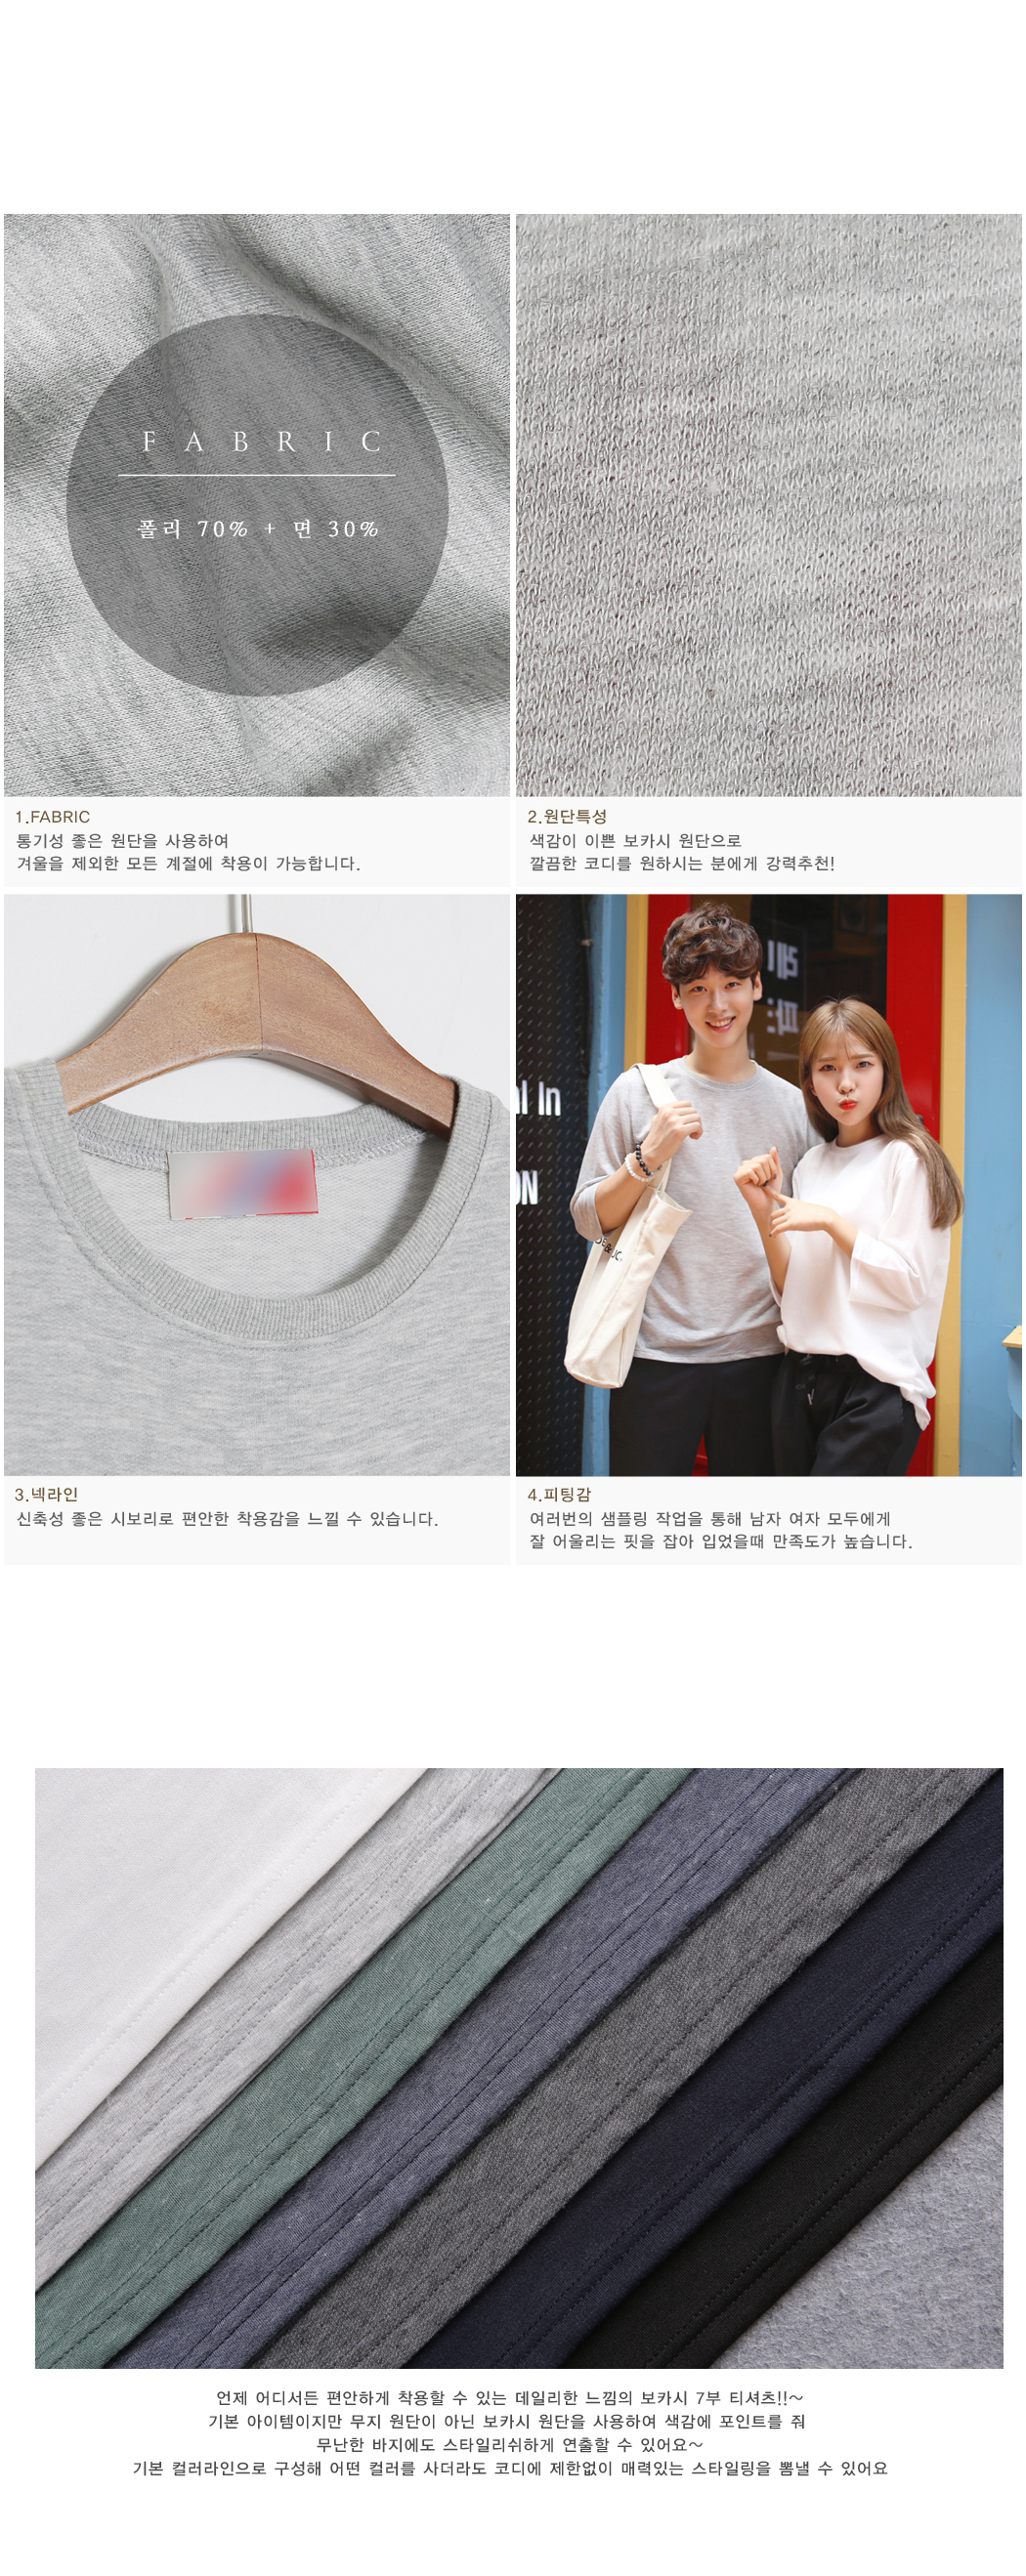 FABRIC
폴리 70% + 면 30%
1.FABRIC
통기성 좋은 원단을 사용하여
겨울을 제외한 모든 계절에 착용이 가능합니다.
2.원단특성
색감이 이쁜 보카시 원단으로
깔끔한 코디를 원하시는 분에게 강력추천!
al In
ON
3.넥라인
신축성 좋은 시보리로 편안한 착용감을 느낄 수 있습니다.
4.피팅감
여러번의 샘플링 작업을 통해 남자 여자 모두에게
잘 어울리는 핏을 잡아 입었을때 만족도가 높습니다.
언제 어디서든 편안하게 착용할 수 있는 데일리한 느낌의 보카시 7부 티셔츠!!~
기본 아이템이지만 무지 원단이 아닌 보카시 원단을 사용하여 색감에 포인트를 줘
무난한 바지에도 스타일리쉬하게 연출할 수 있어요~
기본 컬러라인으로 구성해 어떤 컬러를 사더라도 코디에 제한없이 매력있는 스타일링을 뽐낼 수 있어요